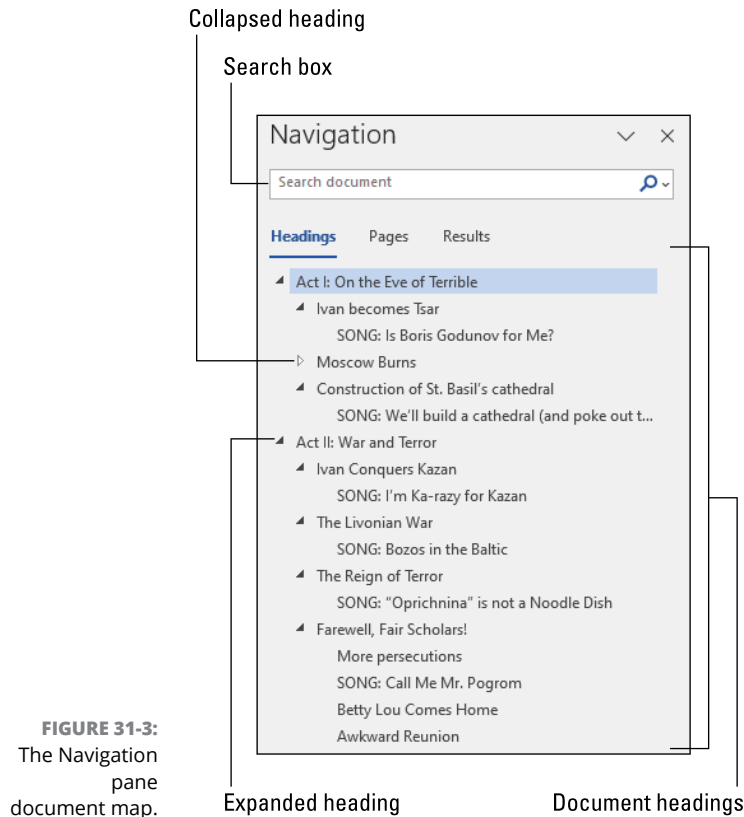 Collapsed heading
Search box
Navigation
Search document
Headings Pages Results
Act I: On the Eve of Terrible
Ivan becomes Tsar
SONG: Is Boris Godunov for Me?
Moscow Burns
Construction of St. Basil's cathedral
SONG: We'll build a cathedral (and poke out t...
Act II: War and Terror
Ivan Conquers Kazan
SONG: I'm Ka-razy for Kazan
The Livonian War
SONG: Bozos in the Baltic
The Reign of Terror
SONG: “Oprichnina” is not a Noodle Dish
Farewell, Fair Scholars!
More persecutions
SONG: Call Me Mr. Pogrom
Betty Lou Comes Home
Awkward Reunion
FIGURE 31-3:
The Navigation
pane
document map.
Expanded heading
Document headings